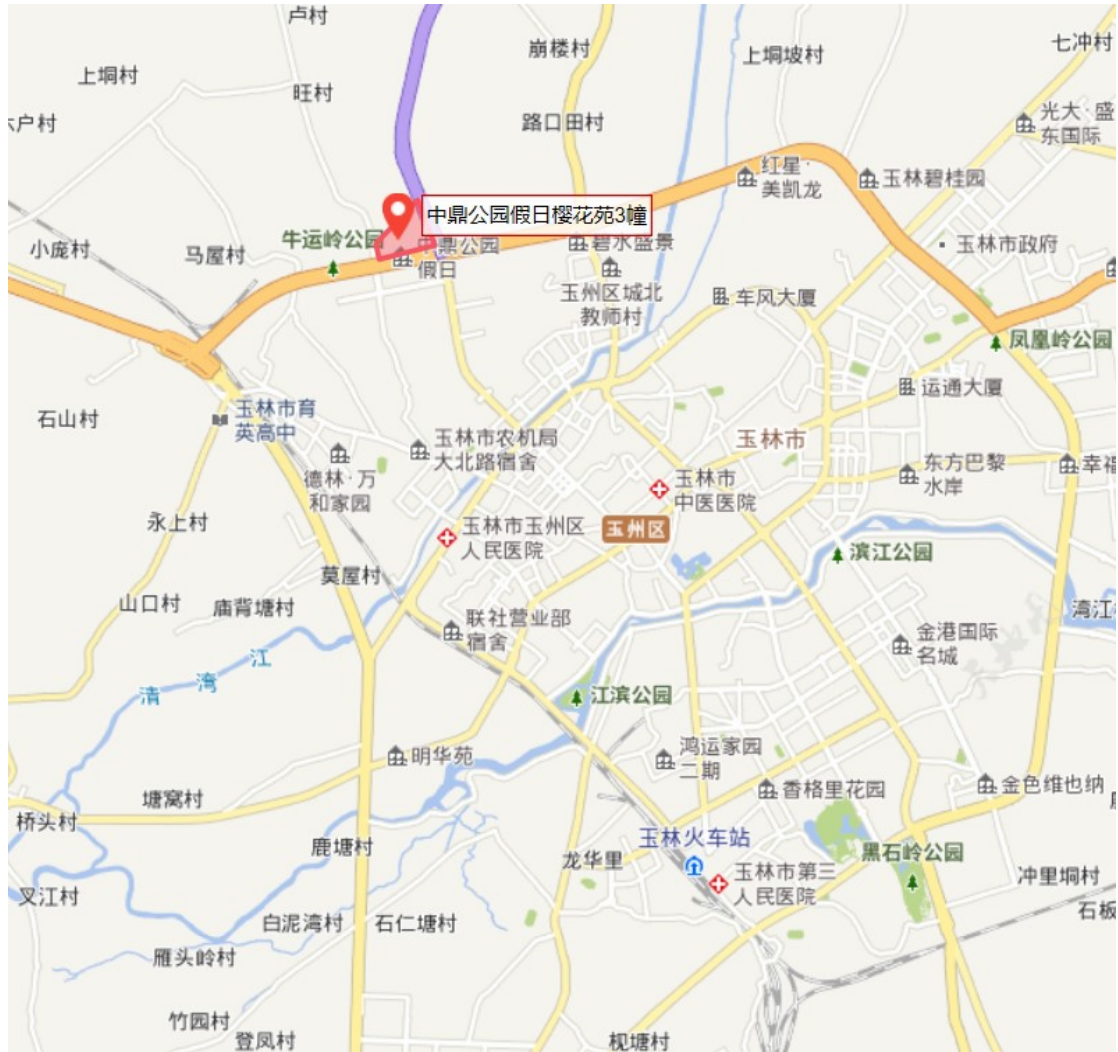 卢村
崩楼村
上垌坡村
七冲村
上垌村
旺村
六户村
路口田村
光大·盛
东国际
红星·
美凯龙
玉林碧桂园
中鼎公园假日樱花苑3幢
牛运岭公园
中鼎公园
假日
碧水盛景
玉林市政府
小庞村
马屋村
玉州区城北
教师村
车风大厦
凤凰岭公园
运通大厦
石山村
玉林市育
英高中
玉林市农机局
大北路宿舍
玉林市
德林·万
和家园
玉林市
中医医院
东方巴黎
水岸
幸福
永上村
玉林市玉州区
人民医院
玉州区
滨江公园
莫屋村
山口村
庙背塘村
联社营业部
宿舍
金港国际
名城
湾江
清湾江
江滨公园
明华苑
鸿运家园
二期
香格里花园
金色维也纳
塘窝村
桥头村
鹿塘村
玉林火车站
龙华里
黑石岭公园
玉林市第三
人民医院
冲里垌村
叉江村
白泥湾村
石仁塘村
石板
雁头岭村
竹园村
登凤村
枧塘村